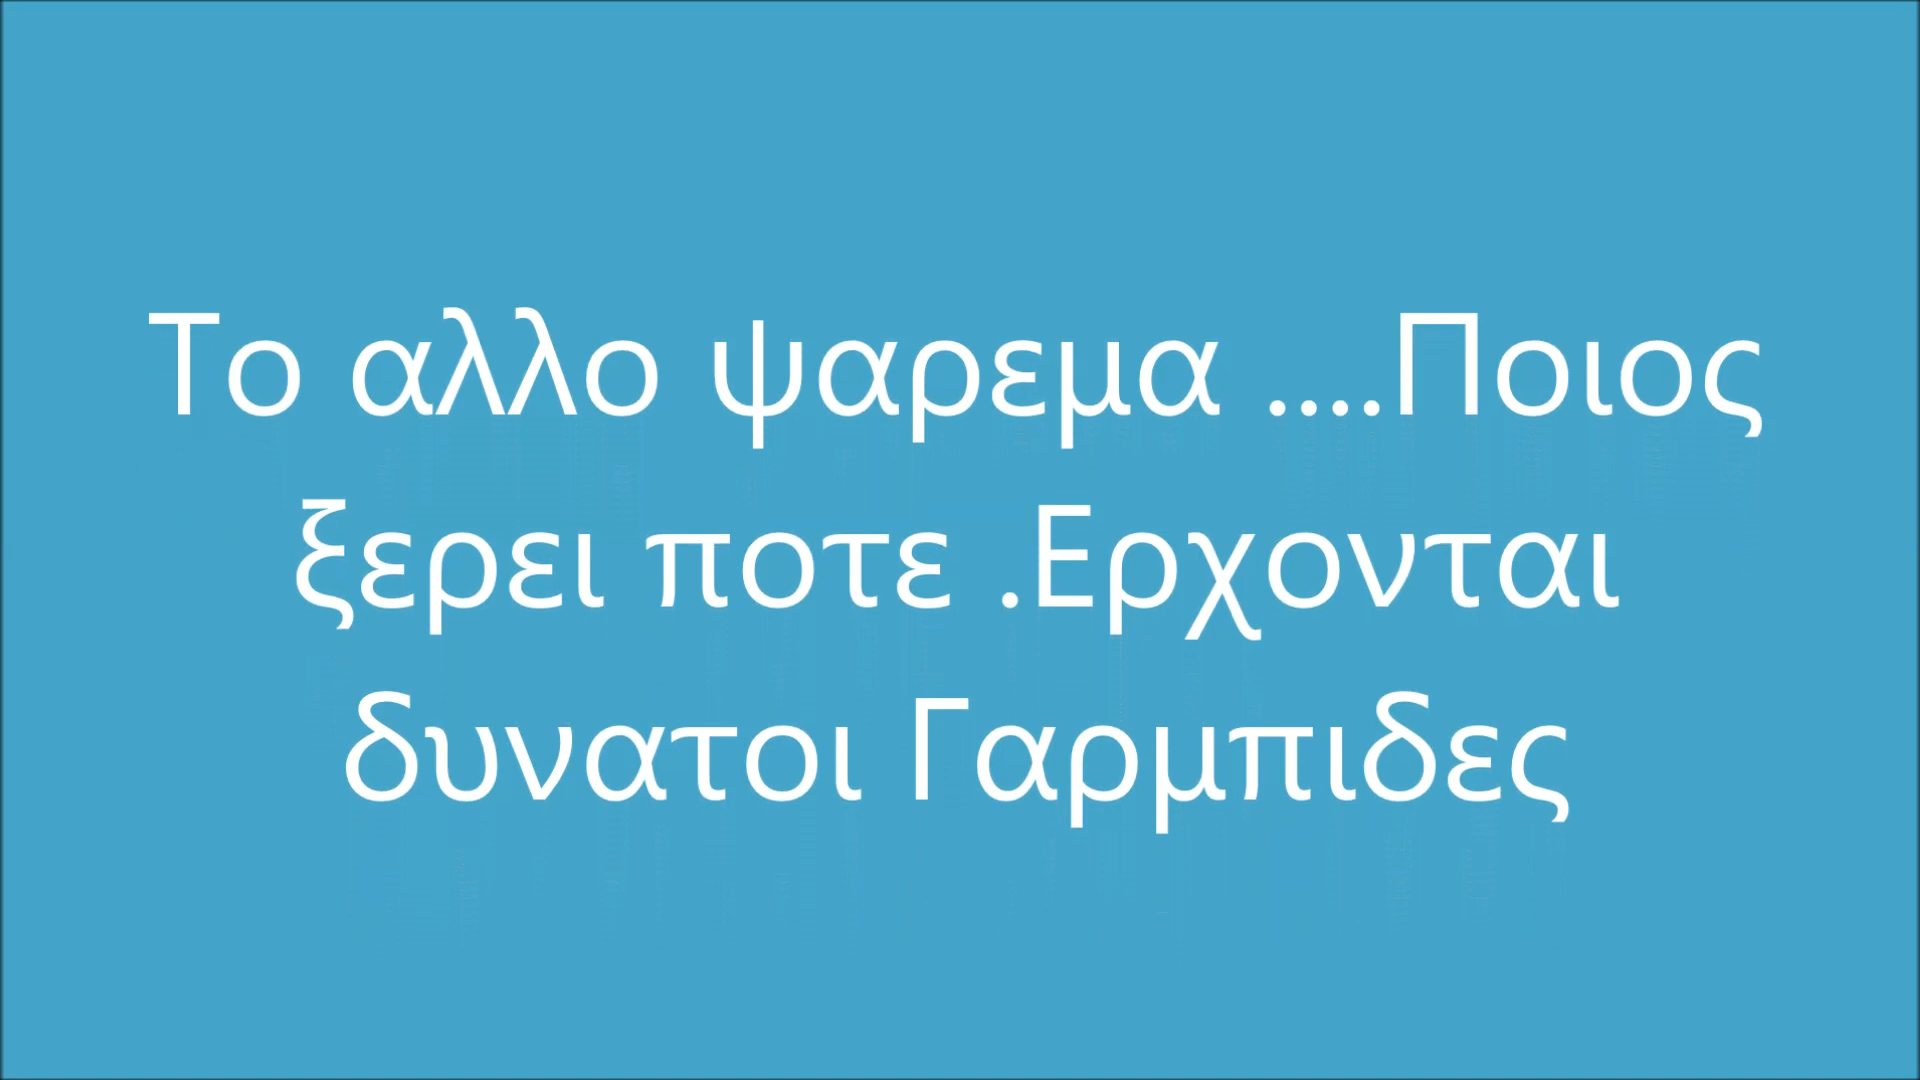 Το αλλο ψαρεμα ....Ποιος
ξερει ποτε .Ερχονται
δυνατοι Γαρμπιδες